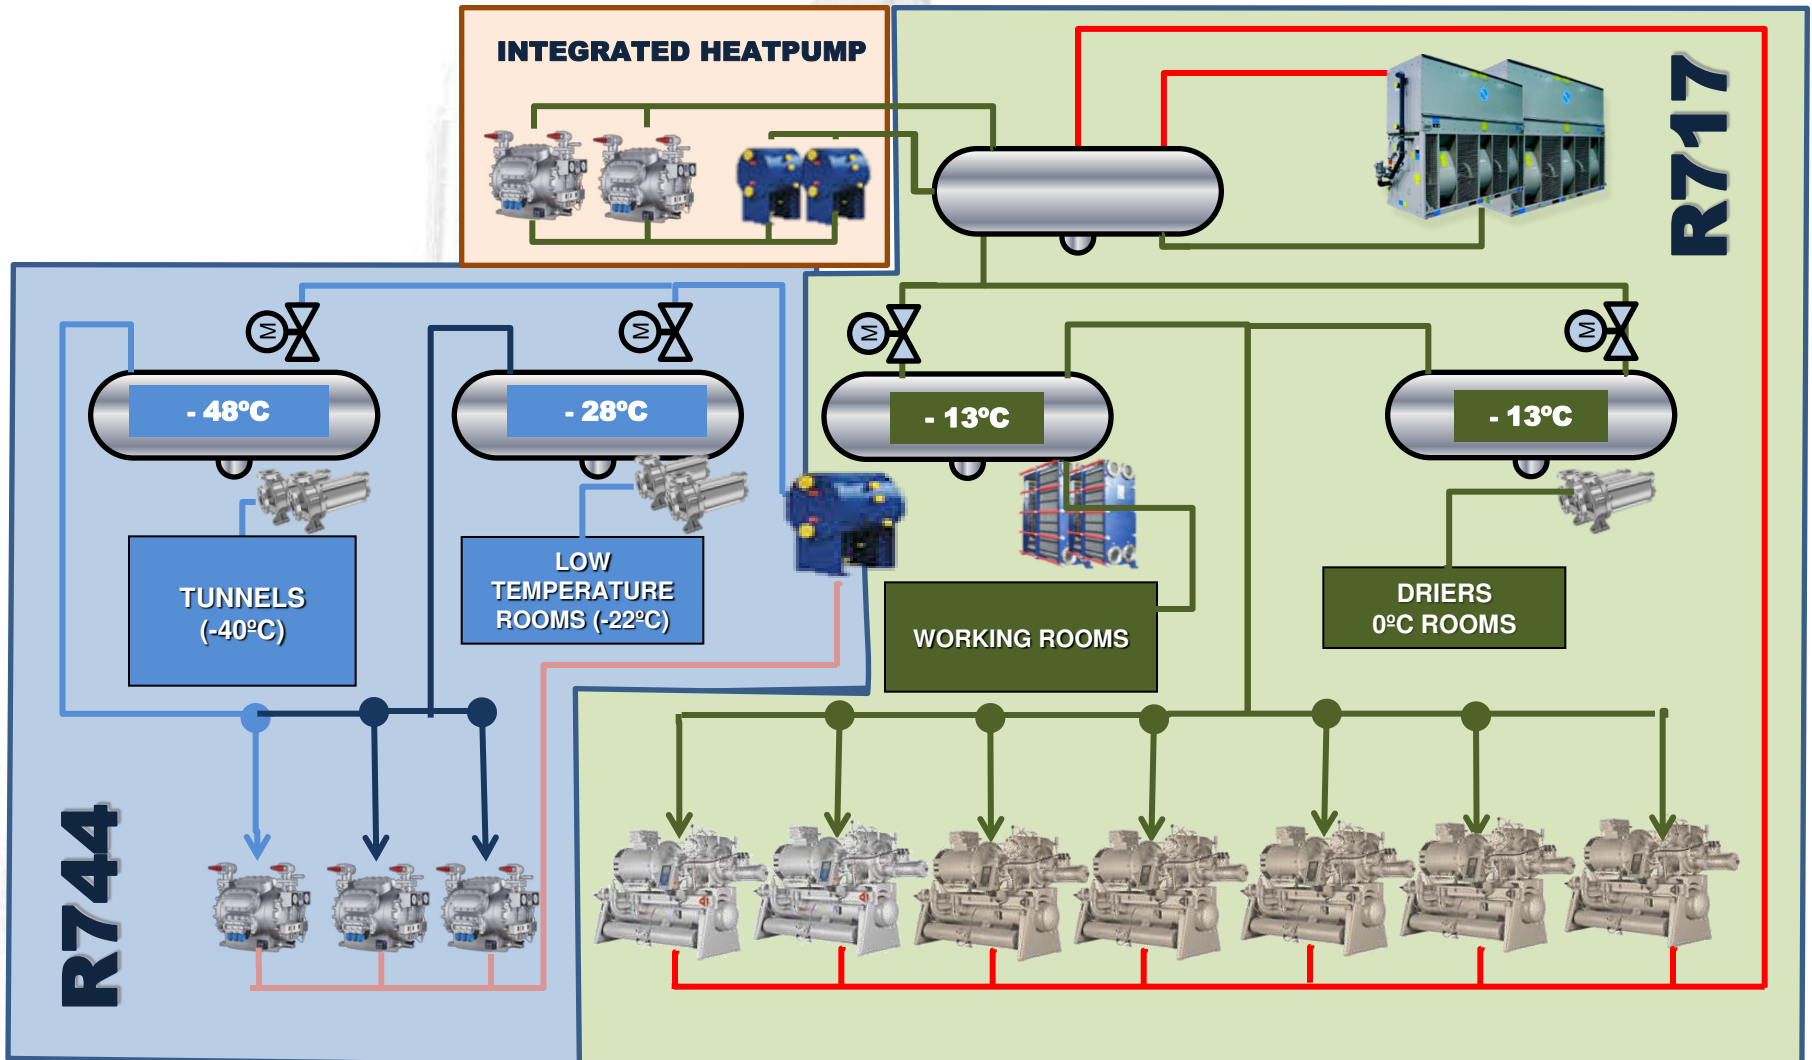 INTEGRATED HEATPUMP
R717
M
M
M
M
- 48ºC
- 28ºC
- 13ºC
- 13ºC
TUNNELS
(-40ºC)
LOW
TEMPERATURE
ROOMS (-22ºC)
WORKING ROOMS
DRIERS
0ºC ROOMS
R744